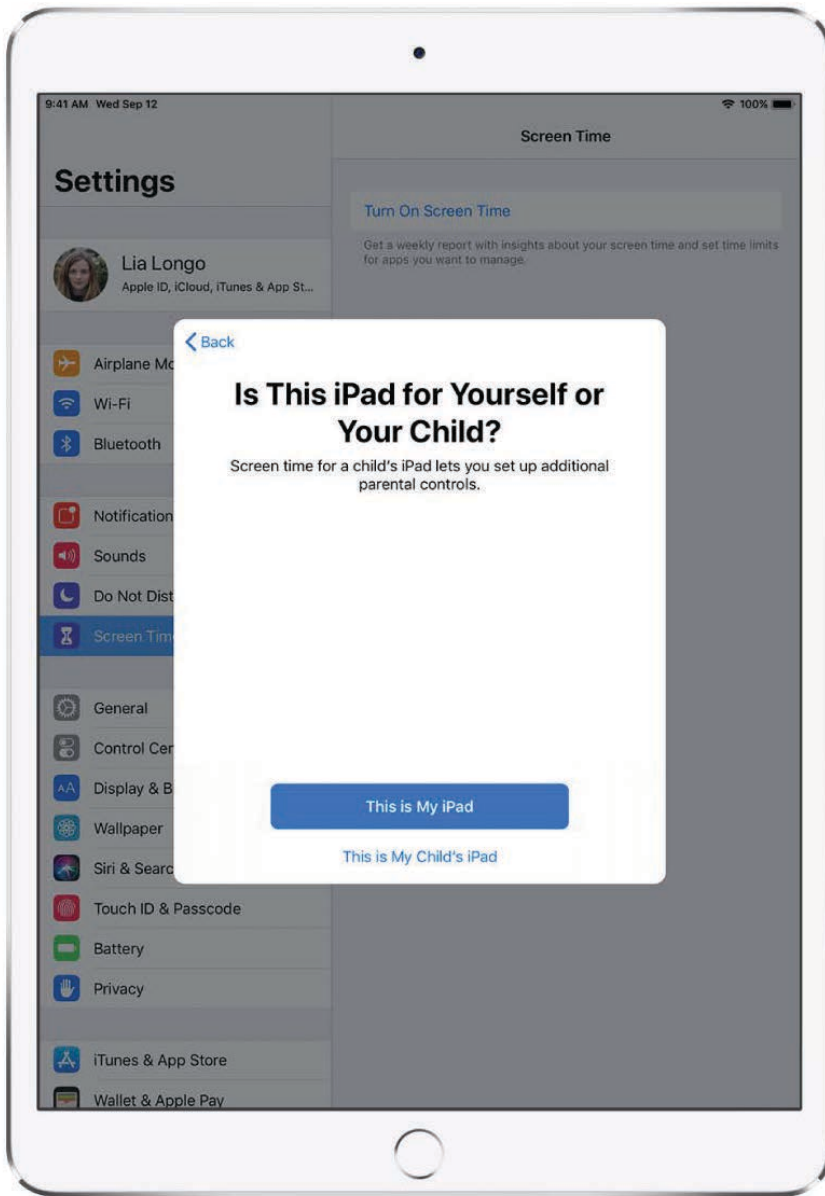 9:41 AM Wed Sep 12
100%
Settings
Screen Time
Lia Longo
Apple ID, iCloud, iTunes & App St...
Turn On Screen Time
Get a weekly report with insights about your screen time and set time limits
for apps you want to manage.
Back
Is This iPad for Yourself or
Your Child?
Screen time for a child's iPad lets you set up additional
parental controls.
This is My iPad
This is My Child's iPad
Airplane Mo
Wi-Fi
Bluetooth
Notification
Sounds
Do Not Dist
Screen Tim
General
Control Cen
Display & B
AA
Wallpaper
Siri & Searc
Touch ID & Passcode
Battery
Privacy
iTunes & App Store
Wallet & Apple Pay